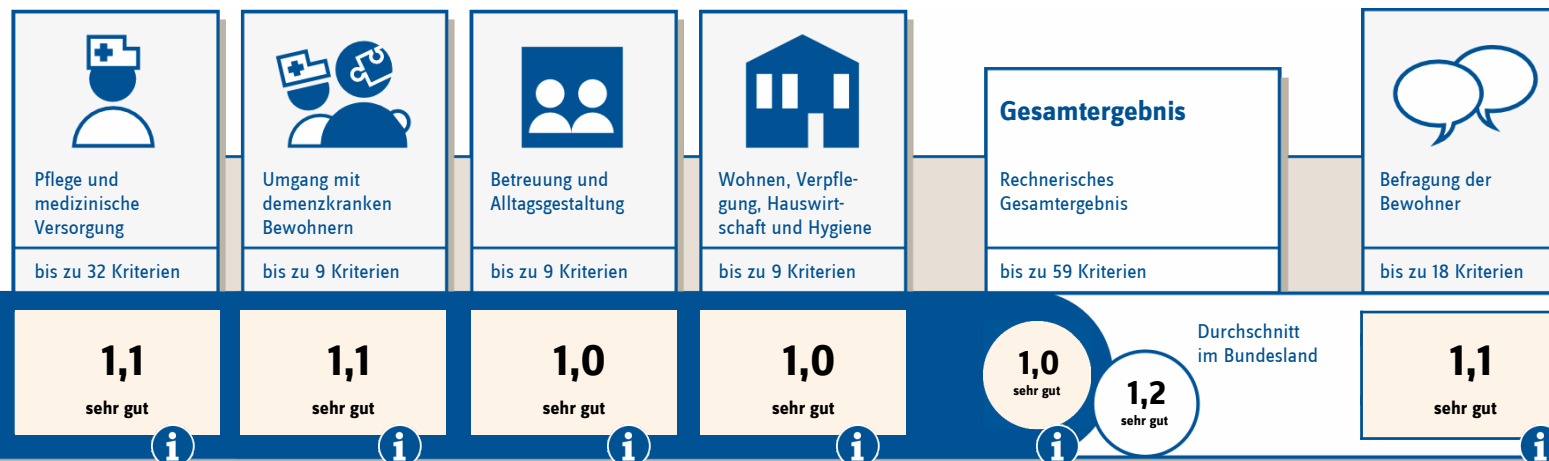 Pflege und
medizinische
Versorgung
bis zu 32 Kriterien
1,1
sehr gut
i
Umgang mit
demenzkranken
Bewohnern
bis zu 9 Kriterien
1,1
sehr gut
i
Betreuung und
Alltagsgestaltung
bis zu 9 Kriterien
1,0
sehr gut
i
Wohnen, Verpfle-
gung, Hauswirt-
schaft und Hygiene
bis zu 9 Kriterien
1,0
sehr gut
i
Gesamtergebnis
Rechnerisches
Gesamtergebnis
bis zu 59 Kriterien
1,0
sehr gut
i
Durchschnitt
im Bundesland
1,2
sehr gut
Befragung der
Bewohner
bis zu 18 Kriterien
1,1
sehr gut
i